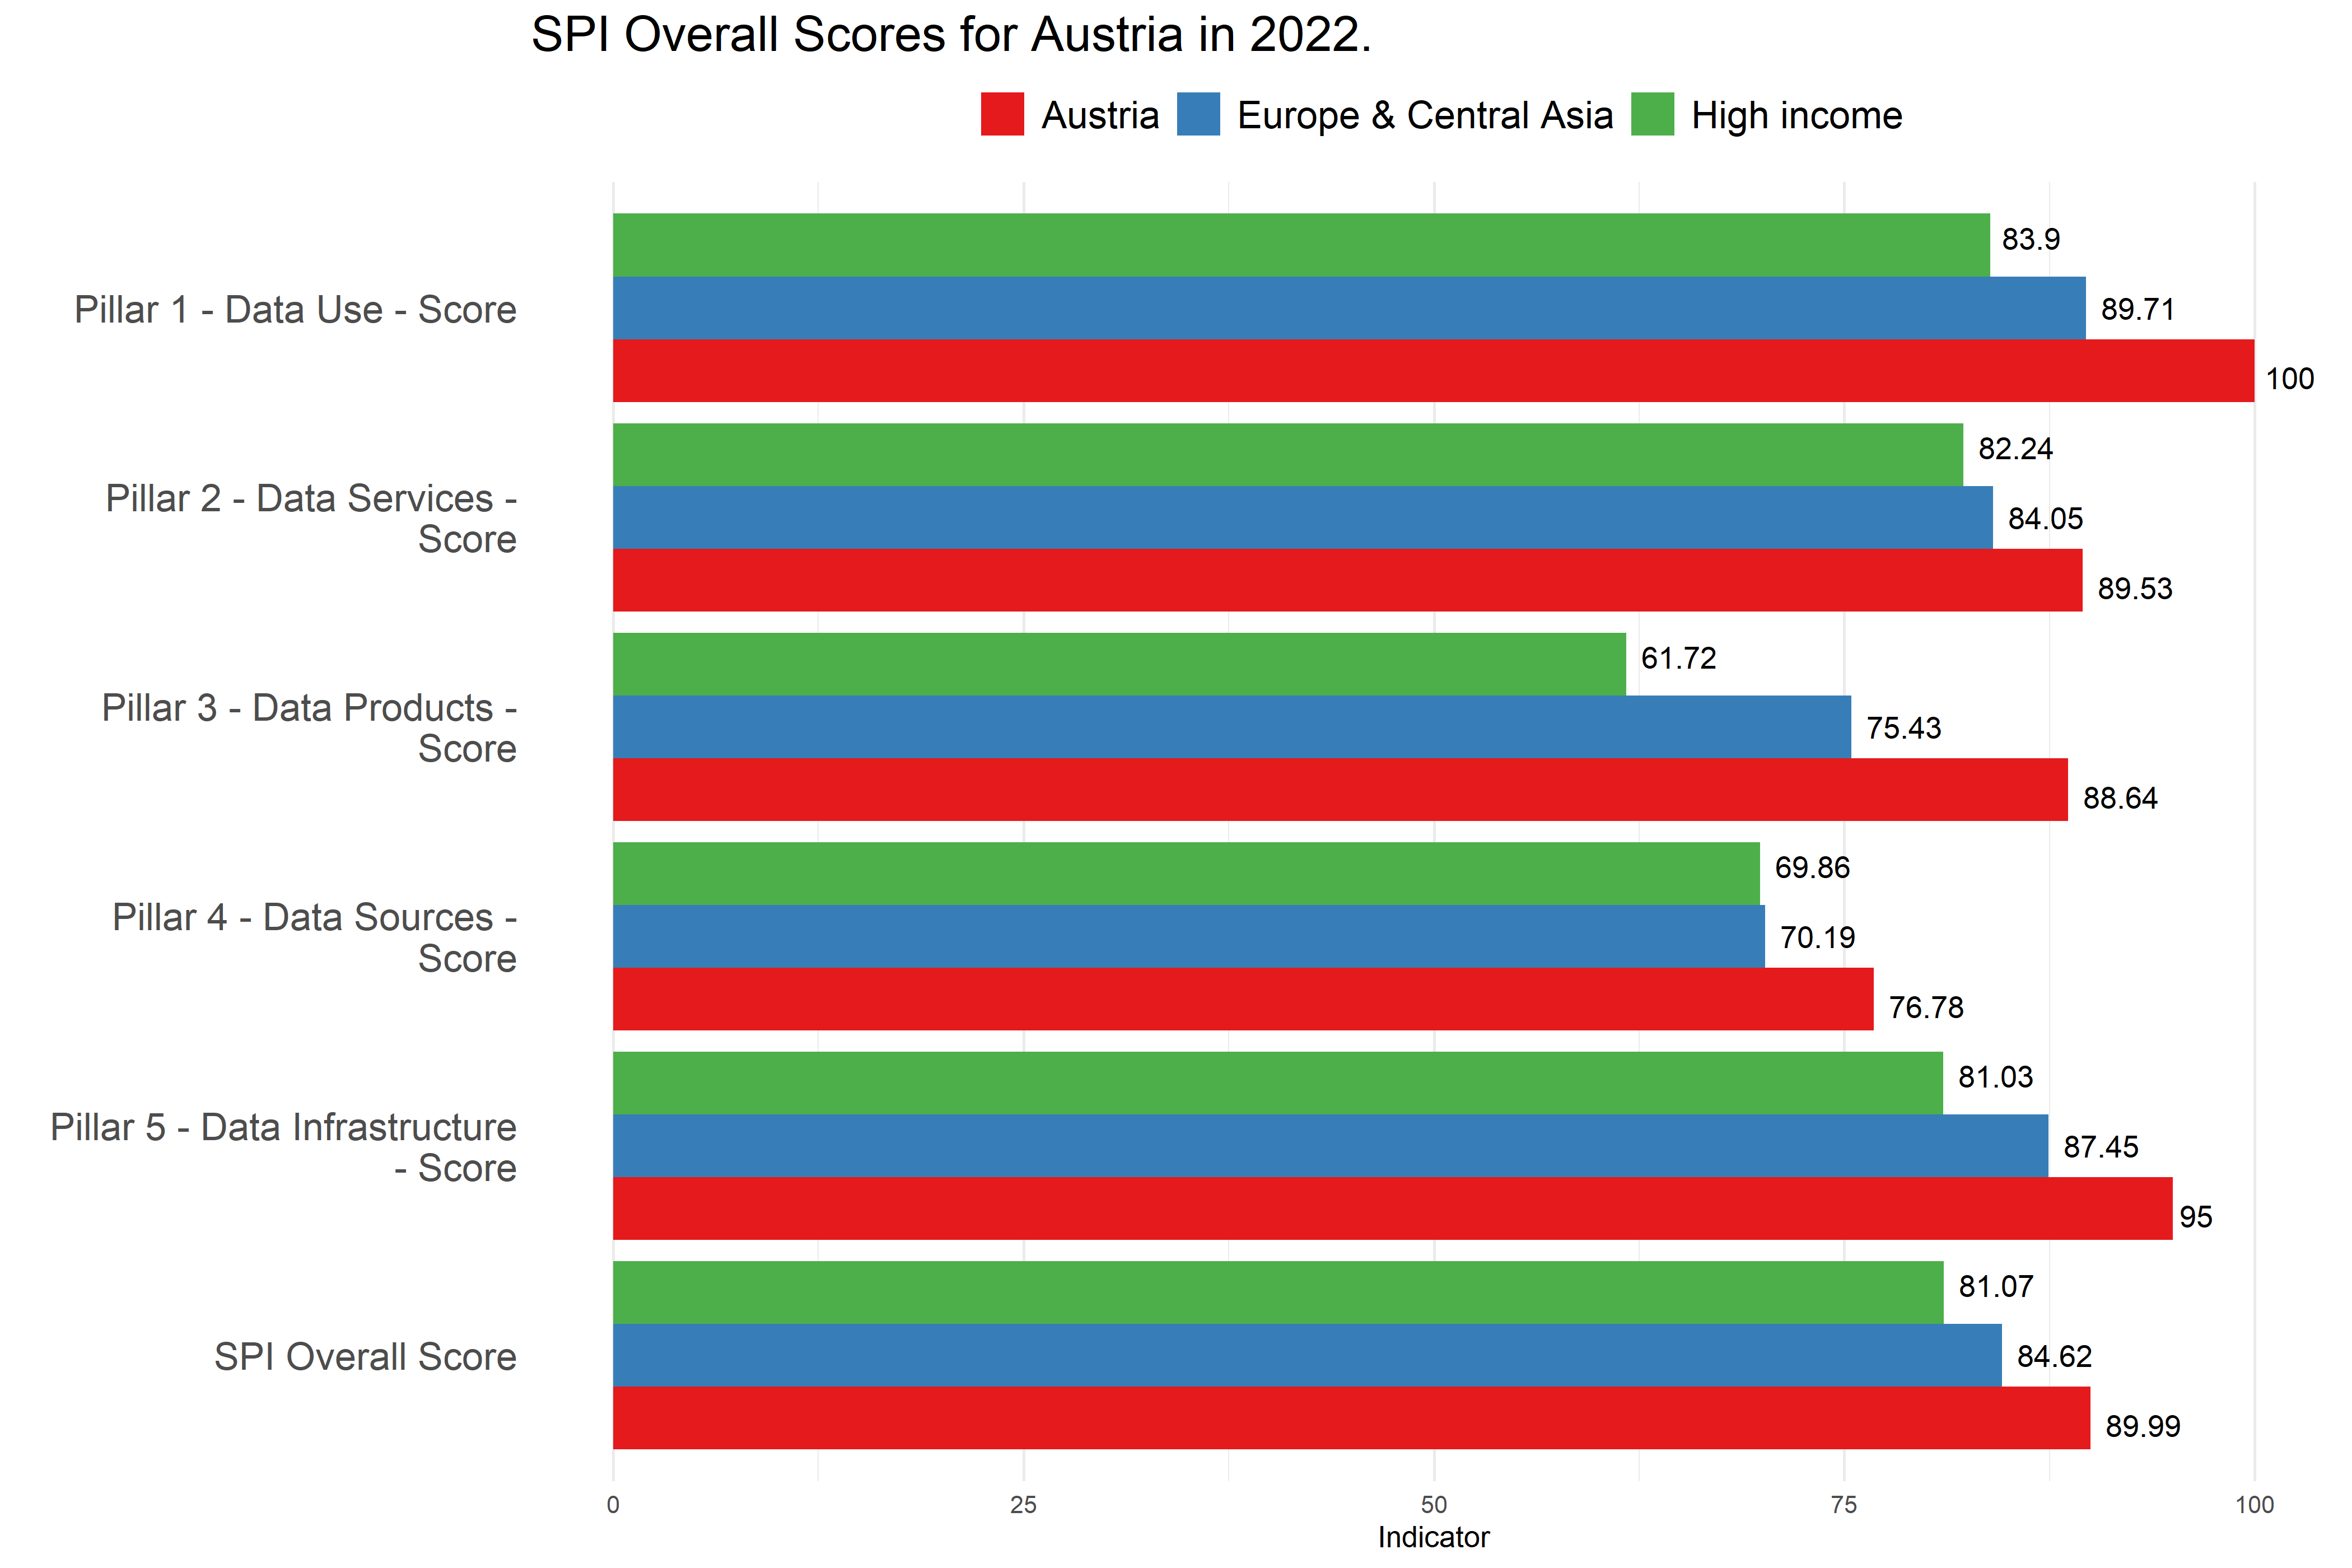 SPI Overall Scores for Austria in 2022.
Austria
Europe & Central Asia
High income
Pillar 1 - Data Use - Score
83.9
89.71
100
Pillar 2 - Data Services -
Score
82.24
84.05
89.53
Pillar 3 - Data Products -
Score
61.72
75.43
88.64
Pillar 4 - Data Sources -
Score
69.86
70.19
76.78
Pillar 5 - Data Infrastructure
- Score
81.03
87.45
95
SPI Overall Score
81.07
84.62
89.99
0
25
50
75
100
Indicator